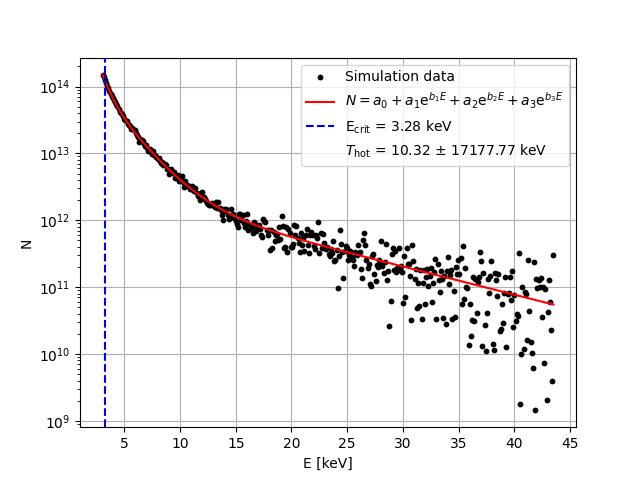 Simulation data
N = a₀ + a₁e^{b₁E} + a₂e^{b₂E} + a₃e^{b₃E}
E_crit = 3.28 keV
T_hot = 10.32 ± 17177.77 keV
N
10¹⁴
10¹³
10¹²
10¹¹
10¹⁰
10⁹
5 10 15 20 25 30 35 40 45
E [keV]